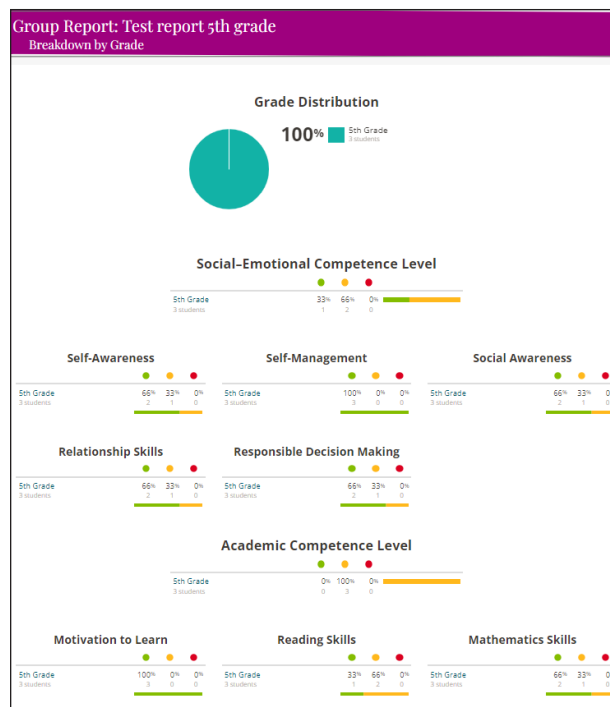 Group Report: Test report 5th grade
Breakdown by Grade
Grade Distribution
100% 5th Grade
3 students
Social–Emotional Competence Level
5th Grade 33% 66% 0%
3 students 1 2 0
Self-Awareness Self-Management Social Awareness
5th Grade 66% 33% 0% 5th Grade 100% 0% 0% 5th Grade 66% 33% 0
3 students 2 1 0 3 students 3 0 0 3 students 2 1 0
Relationship Skills Responsible Decision Making
5th Grade 66% 33% 0% 5th Grade 66% 33% 0%
3 students 2 1 0 3 students 2 1 0
Academic Competence Level
5th Grade 0% 100% 0%
3 students 0 3 0
Motivation to Learn Reading Skills Mathematics Skills
5th Grade 100% 0% 0% 5th Grade 33% 66% 0% 5th Grade 66% 33% 0
3 students 3 0 0 3 students 1 2 0 3 students 2 1 0